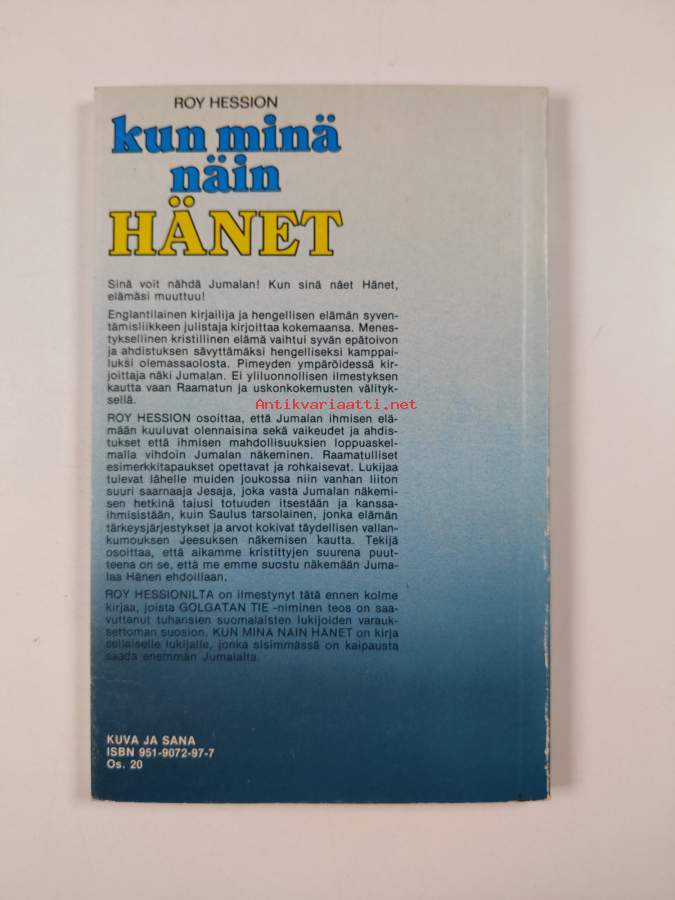 ROY HESSION
kun minä
näin
HÄNET
Sinä voit nähdä Jumalan! Kun sinä näet Hänet,
elämäsi muuttuu!
Englantilainen kirjailija ja hengellisen elämän syven-
tämisliikkeen julistaja kirjoittaa kokemaansa. Menes-
tyksellinen kristillinen elämä vaihtui syvän epätoivon
ja ahdistuksen sävyttämäksi hengelliseksi kamppai-
luksi olemassaolosta. Pimeyden ympäröidessä kir-
joittaja näki Jumalan. Ei yliluonnollisen ilmestyksen
kautta vaan Raamatun ja uskonkokemusten välityk-
sellä.
Antikvariaatti.net
ROY HESSION osoittaa, että Jumalan ihmisen elä-
mään kuuluvat olennaisina sekä vaikeudet ja ahdis-
tukset että ihmisen mahdollisuuksien loppuaskel-
malla vihdoin Jumalan näkeminen. Raamatulliset
esimerkkitapaukset opettavat ja rohkaisevat. Lukijaa
tulevat lähelle muiden joukossa niin vanhan liiton
suuri saarnaaja Jesaja, joka vasta Jumalan näkemi-
sen hetkinä tajusi totuuden itsestään ja kanssa-
ihmisistään, kuin Saulus tarsolainen, jonka elämän
tärkeysjärjestykset ja arvot kokivat täydellisen vallan-
kumouksen Jeesuksen näkemisen kautta. Tekijä
osoittaa, että aikamme kristittyjen suurena puut-
teena on se, että me emme suostu näkemään Juma-
laa Hänen ehdoillaan.
ROY HESSIONILTA on ilmestynyt tätä ennen kolme
kirjaa, joista GOLGATAN TIE -niminen teos on saa-
vuttanut tuhansien suomalaisten lukijoiden varauk-
settoman suosion. KUN MINÄ NÄIN HÄNET on kirja
sellaiselle lukijalle, jonka sisimmässä on kaipausta
saada enemmän Jumalalta.
KUVA JA SANA
ISBN 951-9072-97-7
Os. 20